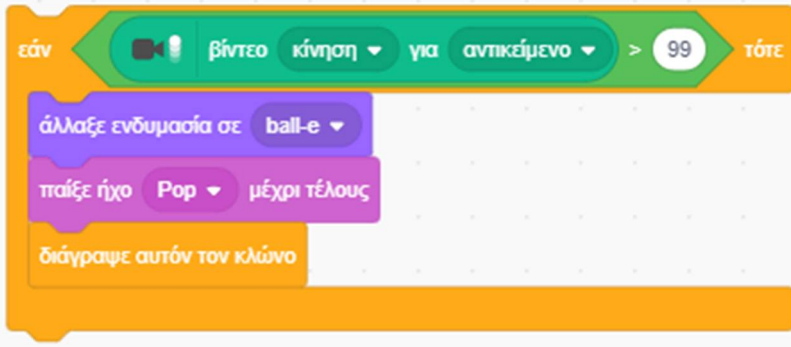 εάν βίντεο κίνηση για αντικείμενο > 99 τότε
άλλαξε ενδυμασία σε ball-e
παίξε ήχο Pop μέχρι τέλους
διάγραψε αυτόν τον κλώνο